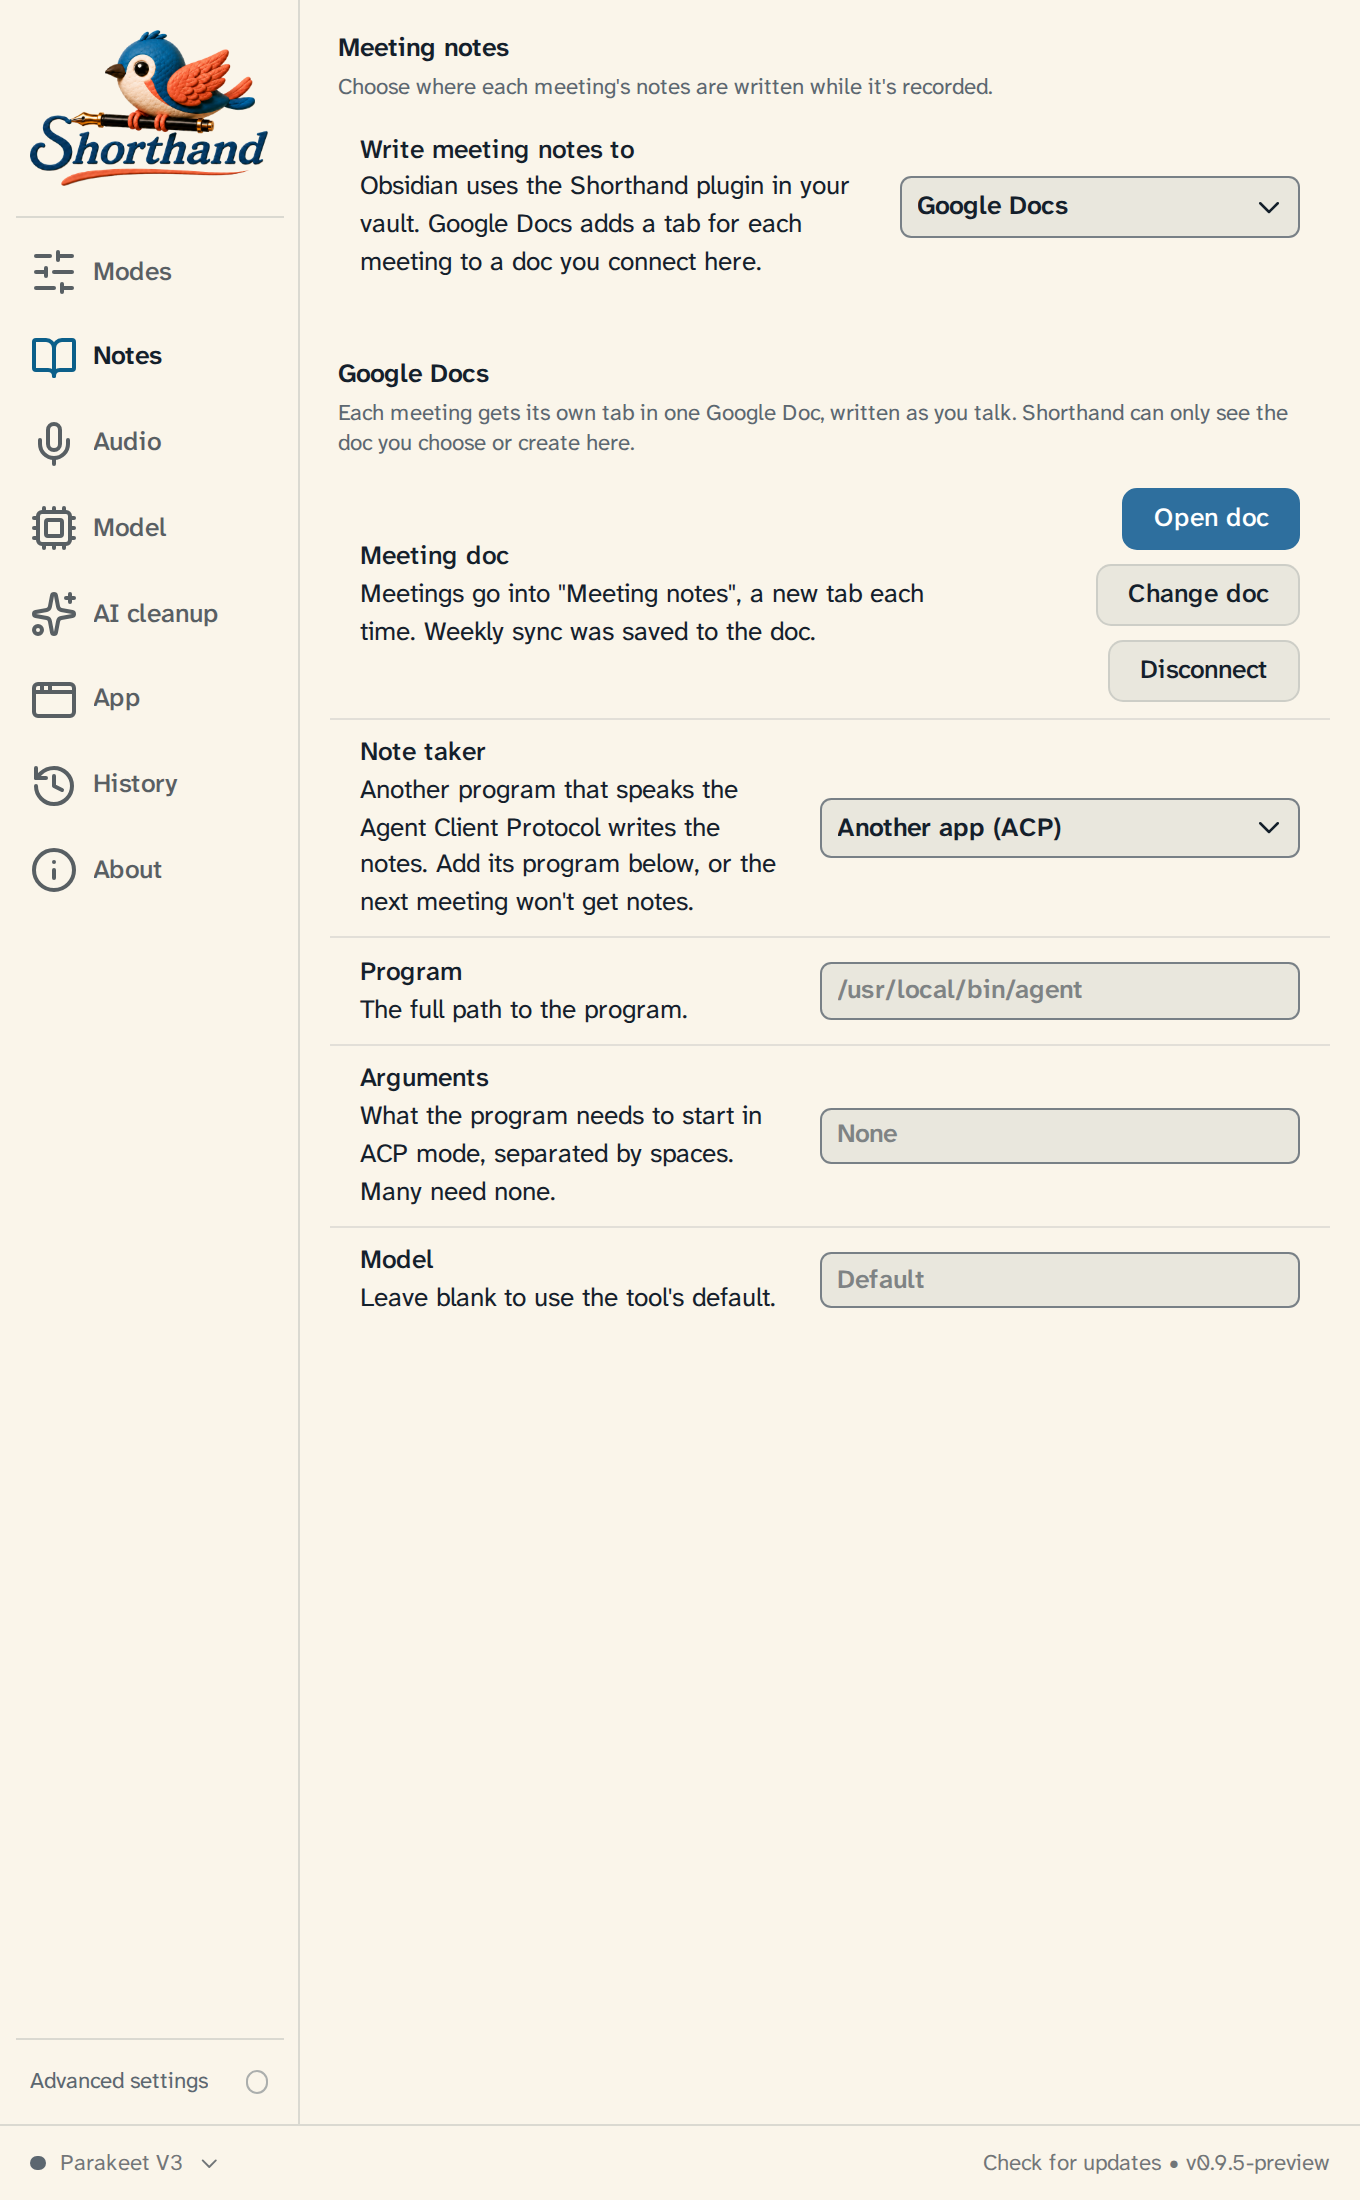 Shorthand
Modes
Notes
Audio
Model
AI cleanup
App
History
About
Advanced settings
Meeting notes
Choose where each meeting's notes are written while it's recorded.
Write meeting notes to
Obsidian uses the Shorthand plugin in your
vault. Google Docs adds a tab for each
meeting to a doc you connect here.
Google Docs
Google Docs
Each meeting gets its own tab in one Google Doc, written as you talk. Shorthand can only see the
doc you choose or create here.
Meeting doc
Meetings go into "Meeting notes", a new tab each
time. Weekly sync was saved to the doc.
Open doc
Change doc
Disconnect
Note taker
Another program that speaks the
Agent Client Protocol writes the
notes. Add its program below, or the
next meeting won't get notes.
Another app (ACP)
Program
The full path to the program.
/usr/local/bin/agent
Arguments
What the program needs to start in
ACP mode, separated by spaces.
Many need none.
None
Model
Leave blank to use the tool's default.
Default
Parakeet V3
Check for updates • v0.9.5-preview